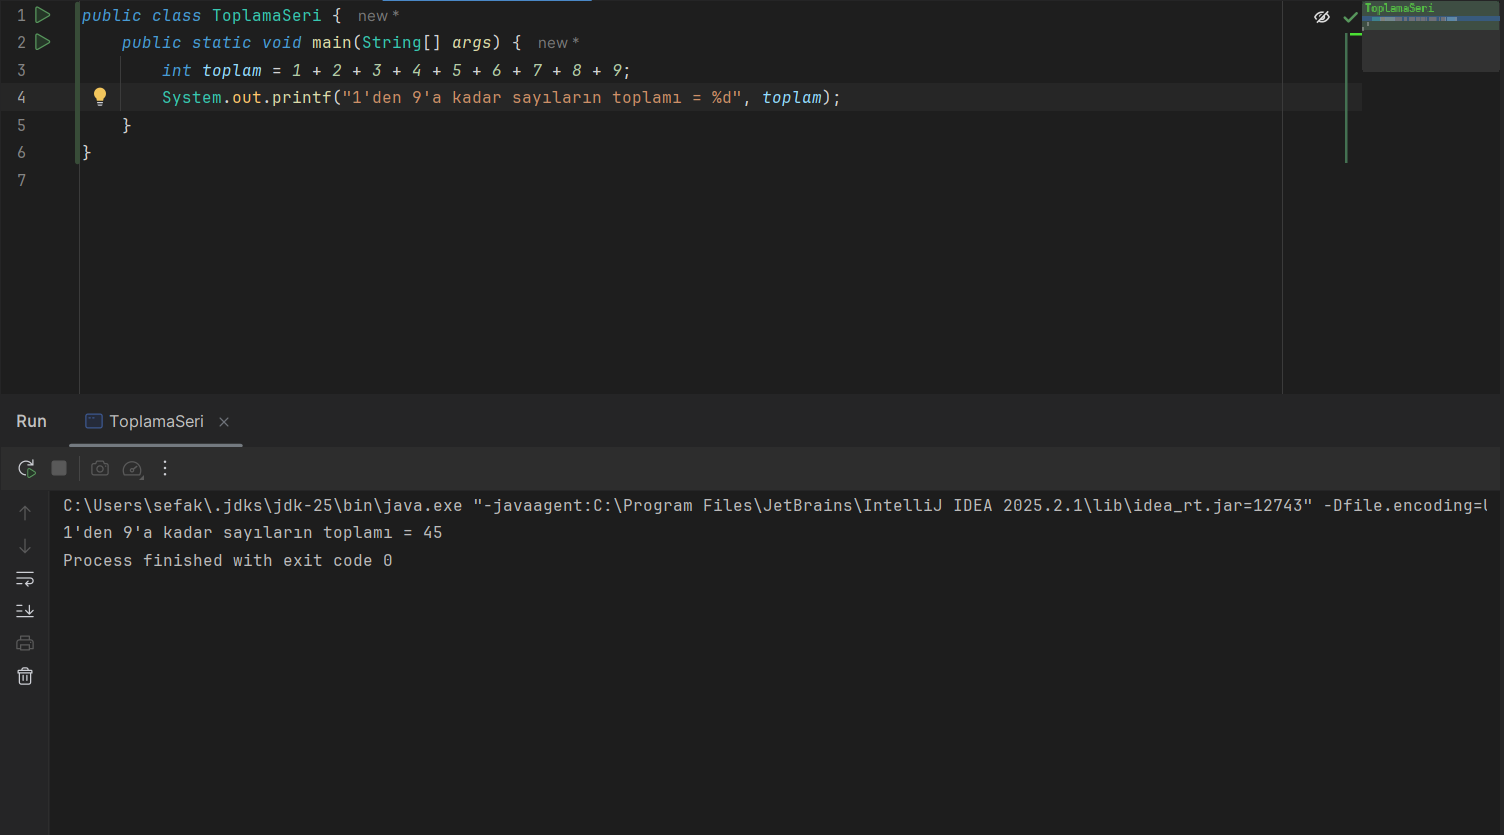 1 public class ToplamaSeri { new *
2 public static void main(String[] args) { new *
3 int toplam = 1 + 2 + 3 + 4 + 5 + 6 + 7 + 8 + 9;
4 System.out.printf("1'den 9'a kadar sayıların toplamı = %d", toplam);
5 }
6 }
7
ToplamaSeri
Run ToplamaSeri
C:\Users\sefak\.jdks\jdk-25\bin\java.exe "-javaagent:C:\Program Files\JetBrains\IntelliJ IDEA 2025.2.1\lib\idea_rt.jar=12743" -Dfile.encoding=
1'den 9'a kadar sayıların toplamı = 45
Process finished with exit code 0